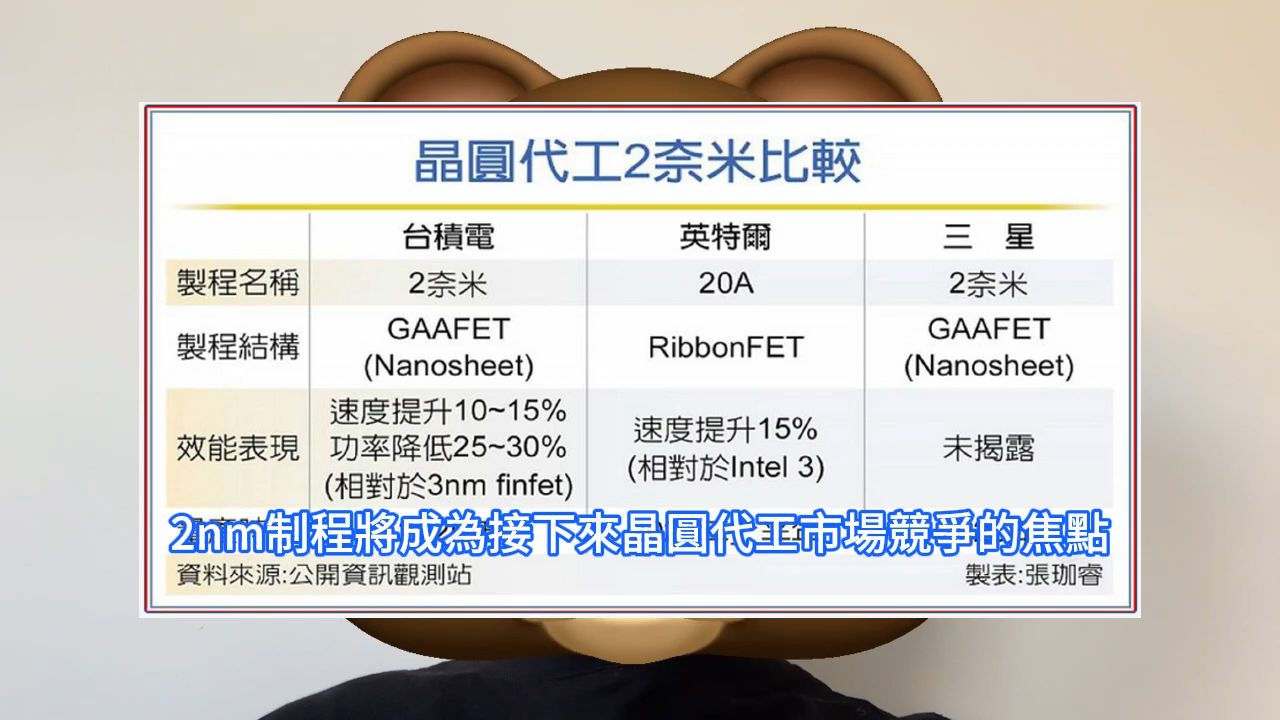 晶圓代工2奈米比較
台積電 英特爾 三 星
製程名稱 2奈米 20A 2奈米
製程結構 GAAFET (Nanosheet) RibbonFET GAAFET (Nanosheet)
效能表現 速度提升10~15% 功率降低25~30% (相對於3nm finfet) 速度提升15% (相對於Intel 3) 未揭露
2nm制程將成為接下來晶圓代工市場競爭的焦點
資料來源:公開資訊觀測站 製表:張珈睿